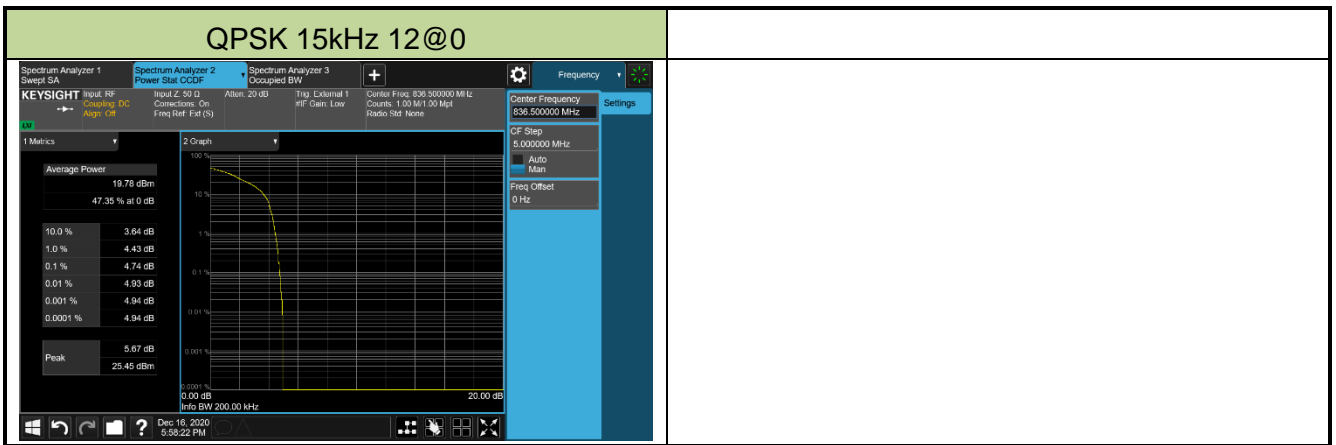 QPSK 15kHz 12@0
Spectrum Analyzer 1
Swept SA
Spectrum Analyzer 2
Power Stat CCDF
Spectrum Analyzer 3
Occupied BW
+
Frequency
KEYSIGHT
Input: RF
Coupling: DC
Align: Off
Input Z: 50 Ω
Corrections: On
Freq Ref: Ext (S)
Atten: 20 dB
Trig: External 1
#IF Gain: Low
Center Freq: 836.500000 MHz
Counts: 1.00 M/1.00 Mpt
Radio Std: None
EXT
Center Frequency
836.500000 MHz
Settings
CF Step
5.000000 MHz
Auto
Man
Freq Offset
0 Hz
1 Metrics
Average Power
19.78 dBm
47.35 % at 0 dB
10.0 % 3.64 dB
1.0 % 4.43 dB
0.1 % 4.74 dB
0.01 % 4.93 dB
0.001 % 4.94 dB
0.0001 % 4.94 dB
Peak
5.67 dB
25.45 dBm
2 Graph
100 %
10 %
1 %
0.1 %
0.01 %
0.001 %
0.0001 %
0.00 dB 20.00 dB
Info BW 200.00 kHz
?
Dec 16, 2020
5:58:22 PM